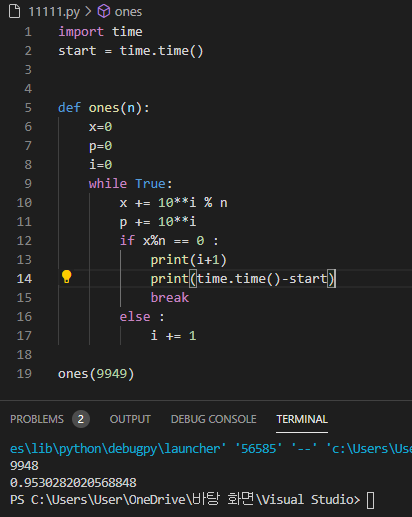 11111.py > ones
1 import time
2 start = time.time()
3
4
5 def ones(n):
6 x=0
7 p=0
8 i=0
9 while True:
10 x += 10**i % n
11 p += 10**i
12 if x%n == 0 :
13 print(i+1)
14 print(time.time()-start)
15 break
16 else :
17 i += 1
18
19 ones(9949)
PROBLEMS 2 OUTPUT DEBUG CONSOLE TERMINAL
es\lib\python\debugpy\launcher' '56585' '--' 'c:\Users\Use
9948
0.9530282020568848
PS C:\Users\User\OneDrive\바탕 화면\Visual Studio>